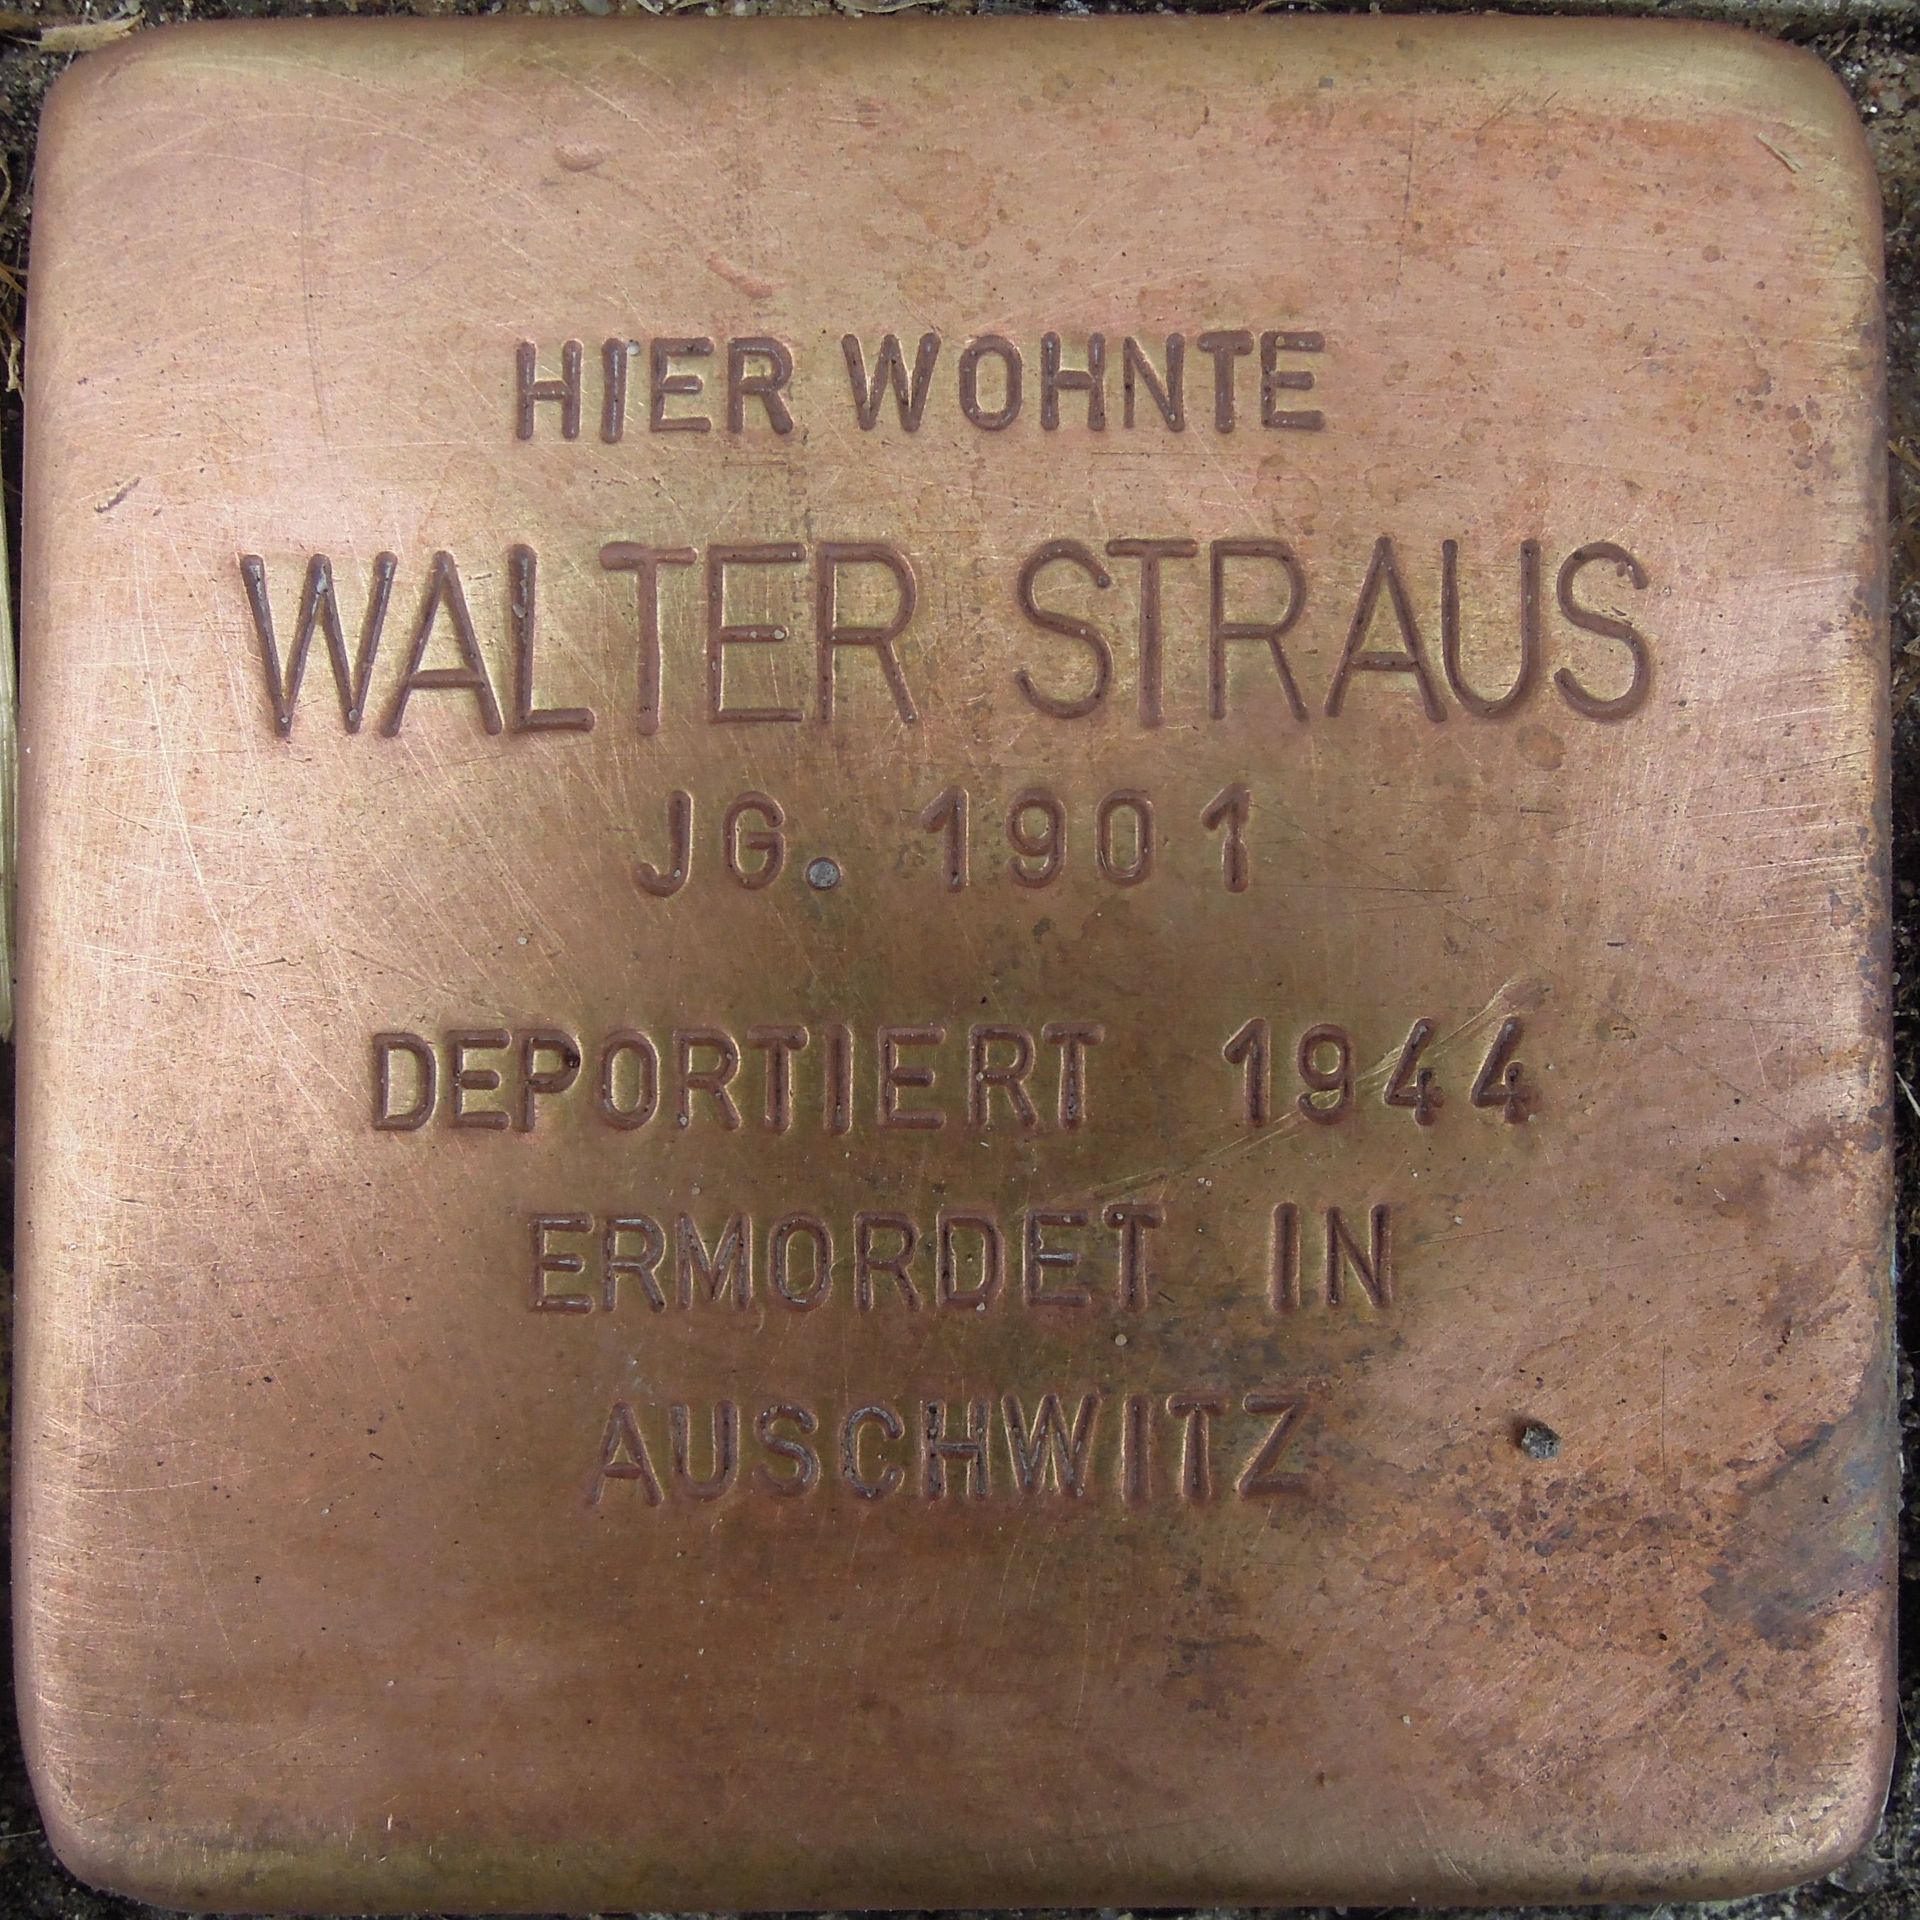 HIER WOHNTE
WALTER STRAUS
JG. 1901
DEPORTIERT 1944
ERMORDET IN
AUSCHWITZ